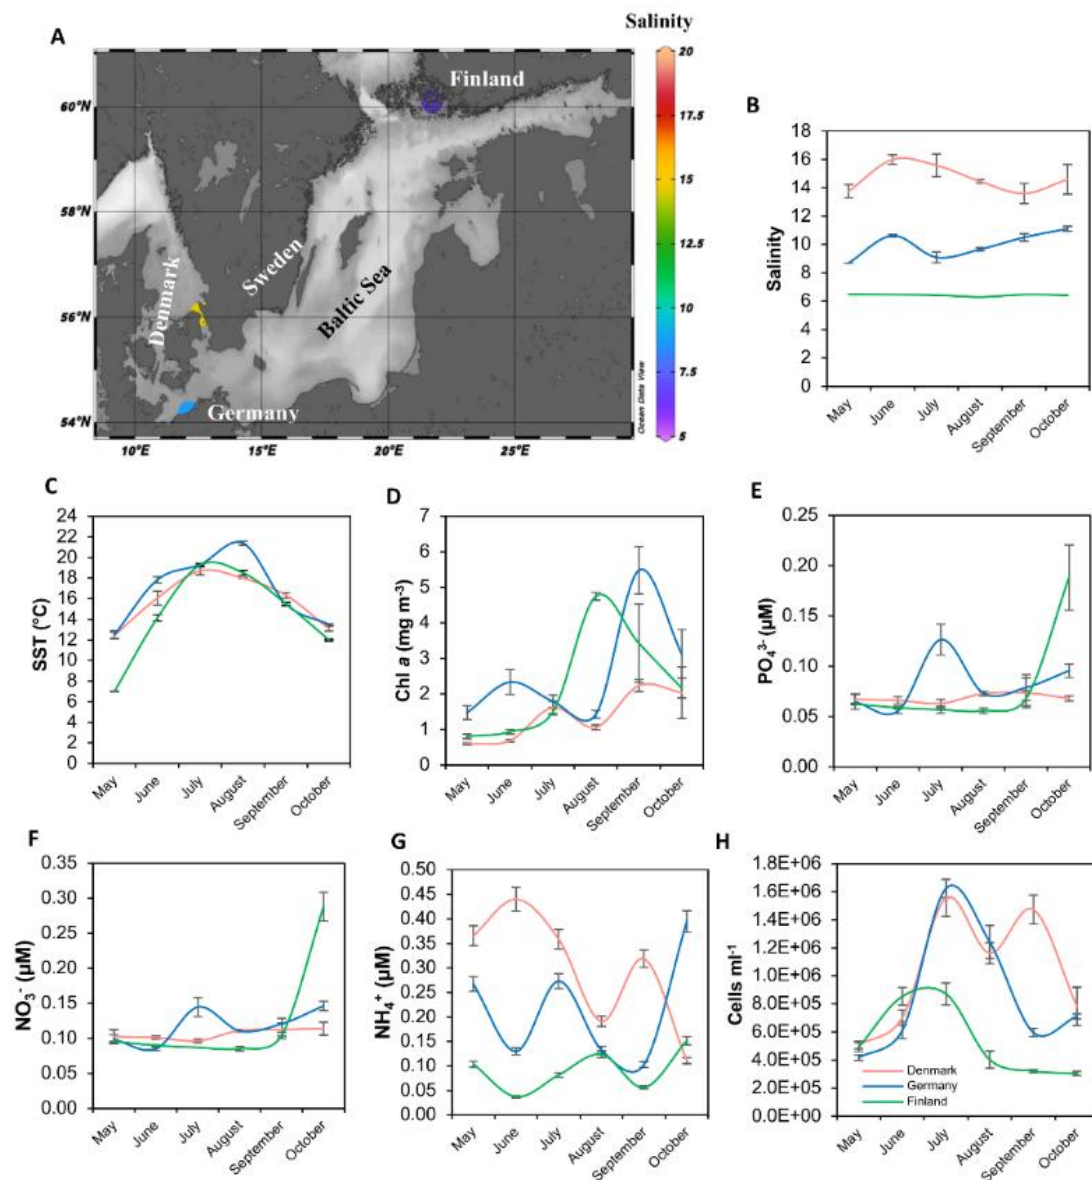 A
Salinity
Finland
Sweden
Denmark
Baltic Sea
Germany
60°N
58°N
56°N
54°N
10°E
15°E
20°E
25°E
20
17.5
15
12.5
10
7.5
5
Ocean Data View
B
Salinity
18
16
14
12
10
8
6
4
2
0
May
June
July
August
September
October
C
SST (°C)
24
22
20
18
16
14
12
10
8
6
4
2
0
May
June
July
August
September
October
D
Chl a (mg m-3)
7
6
5
4
3
2
1
0
May
June
July
August
September
October
E
PO₄³⁻ (µM)
0.25
0.20
0.15
0.10
0.05
0.00
May
June
July
August
September
October
F
NO₃⁻ (µM)
0.35
0.30
0.25
0.20
0.15
0.10
0.05
0.00
May
June
July
August
September
October
G
NH₄⁺ (µM)
0.50
0.45
0.40
0.35
0.30
0.25
0.20
0.15
0.10
0.05
0.00
May
June
July
August
September
October
H
Cells ml⁻¹
1.8E+06
1.6E+06
1.4E+06
1.2E+06
1.0E+06
8.0E+05
6.0E+05
4.0E+05
2.0E+05
0.0E+00
Denmark
Germany
Finland
May
June
July
August
September
October